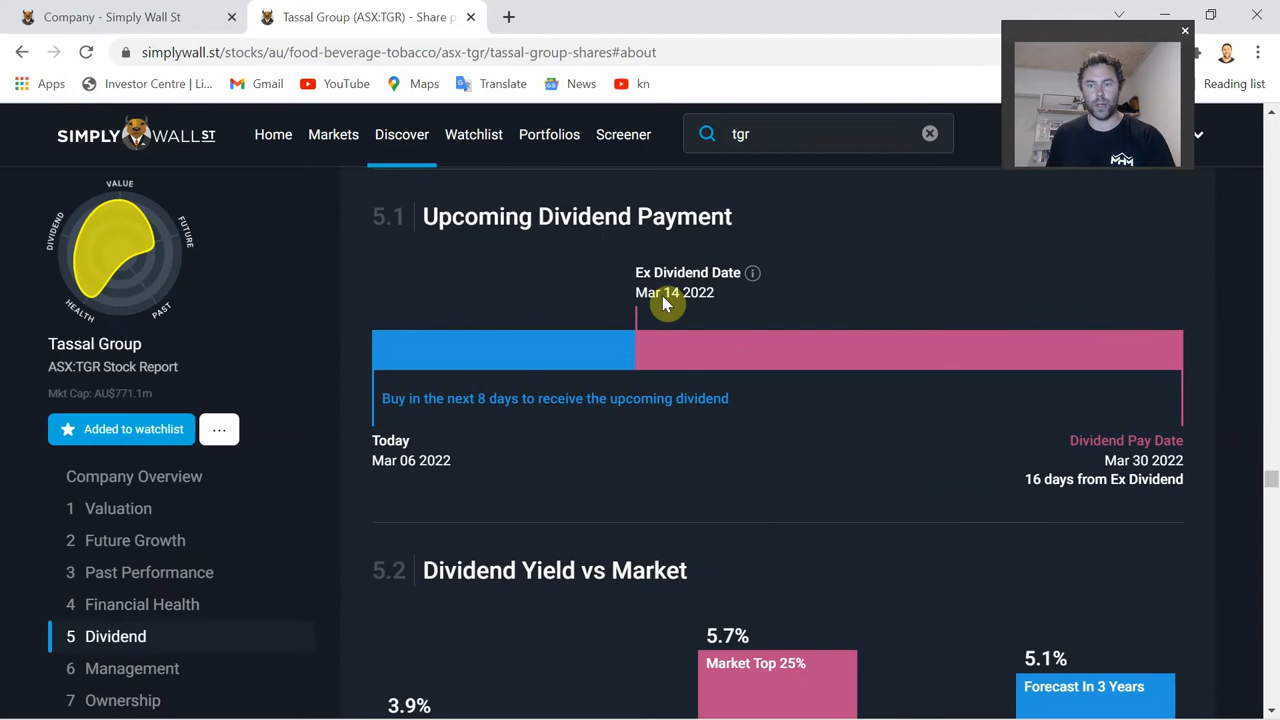 Company - Simply Wall St
Tassal Group (ASX:TGR) - Share p
simplywall.st/stocks/au/food-beverage-tobacco/asx-tgr/tassal-group-shares#about
Apps
Investor Centre | Li...
Gmail
YouTube
Maps
Translate
News
kn
Reading list
SIMPLY WALL ST
Home
Markets
Discover
Watchlist
Portfolios
Screener
tgr
VALUE
FUTURE
PAST
HEALTH
DIVIDEND
Tassal Group
ASX:TGR Stock Report
Mkt Cap: AU$771.1m
Added to watchlist
...
Company Overview
1 Valuation
2 Future Growth
3 Past Performance
4 Financial Health
5 Dividend
6 Management
7 Ownership
5.1 Upcoming Dividend Payment
Ex Dividend Date
Mar 14 2022
Buy in the next 8 days to receive the upcoming dividend
Today
Mar 06 2022
Dividend Pay Date
Mar 30 2022
16 days from Ex Dividend
5.2 Dividend Yield vs Market
3.9%
5.7%
Market Top 25%
5.1%
Forecast In 3 Years